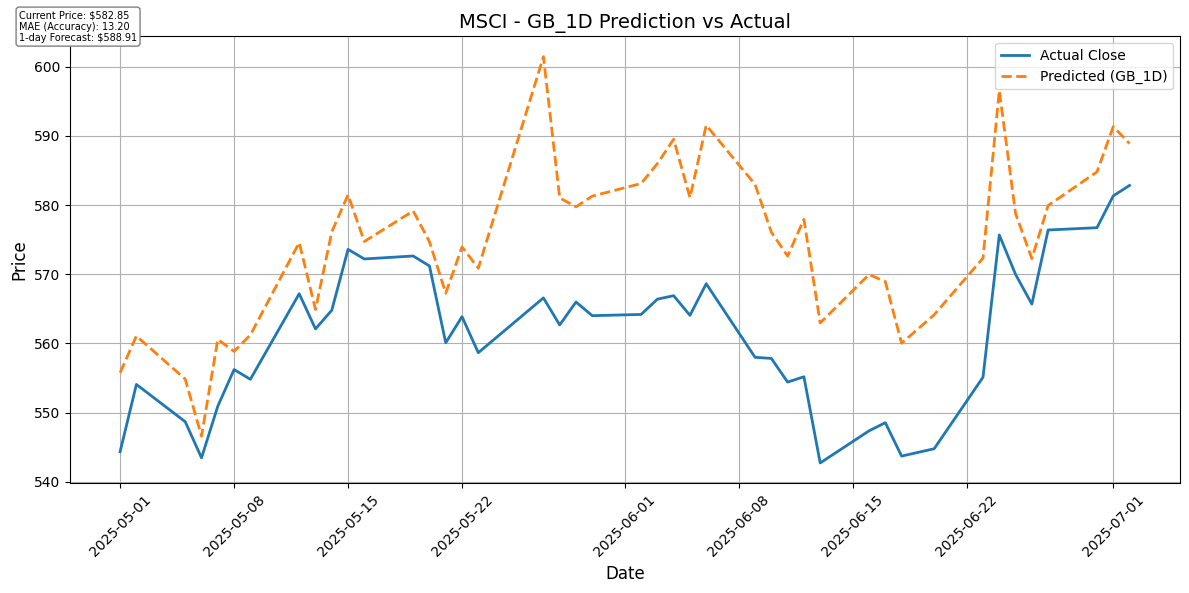 Current Price: $582.85
MAE (Accuracy): 13.20
1-day Forecast: $588.91
MSCI - GB_1D Prediction vs Actual
Actual Close
Predicted (GB_1D)
Price
600
590
580
570
560
550
540
2025-05-01
2025-05-08
2025-05-15
2025-05-22
2025-06-01
2025-06-08
2025-06-15
2025-06-22
2025-07-01
Date